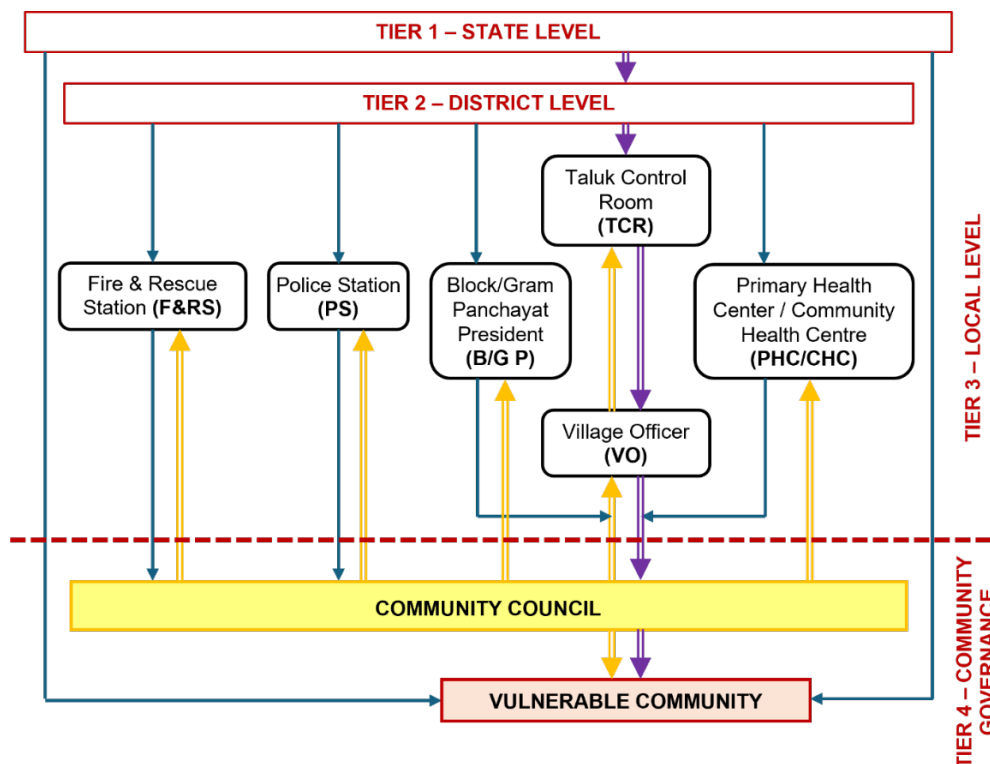 TIER 1 – STATE LEVEL
TIER 2 – DISTRICT LEVEL
Taluk Control
Room
(TCR)
Fire & Rescue
Station (F&RS)
Police Station
(PS)
Block/Gram
Panchayat
President
(B/G P)
Primary Health
Center / Community
Health Centre
(PHC/CHC)
Village Officer
(VO)
TIER 3 – LOCAL LEVEL
COMMUNITY COUNCIL
VULNERABLE COMMUNITY
TIER 4 – COMMUNITY
GOVERNANCE